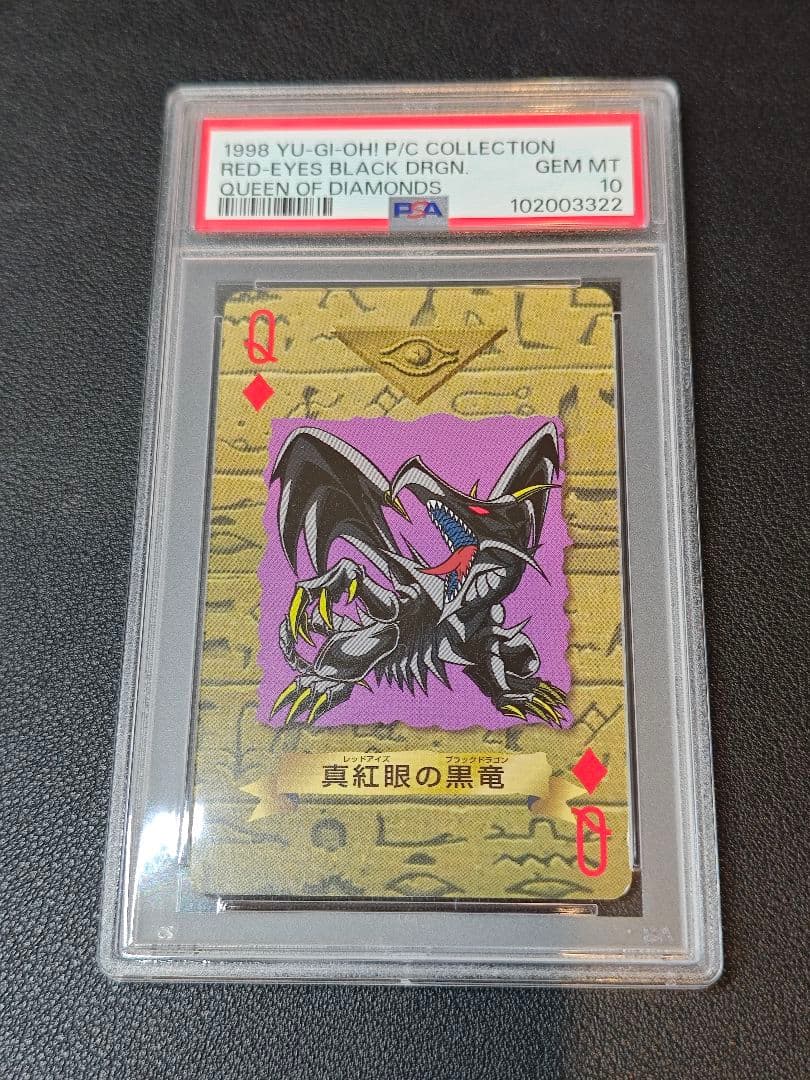 1998 YU-GI-OH! P/C COLLECTION
RED-EYES BLACK DRGN. GEM MT
QUEEN OF DIAMONDS 10
PSA 102003322
Q
レッドアイズ ブラックドラゴン
真紅眼の黒竜
Q